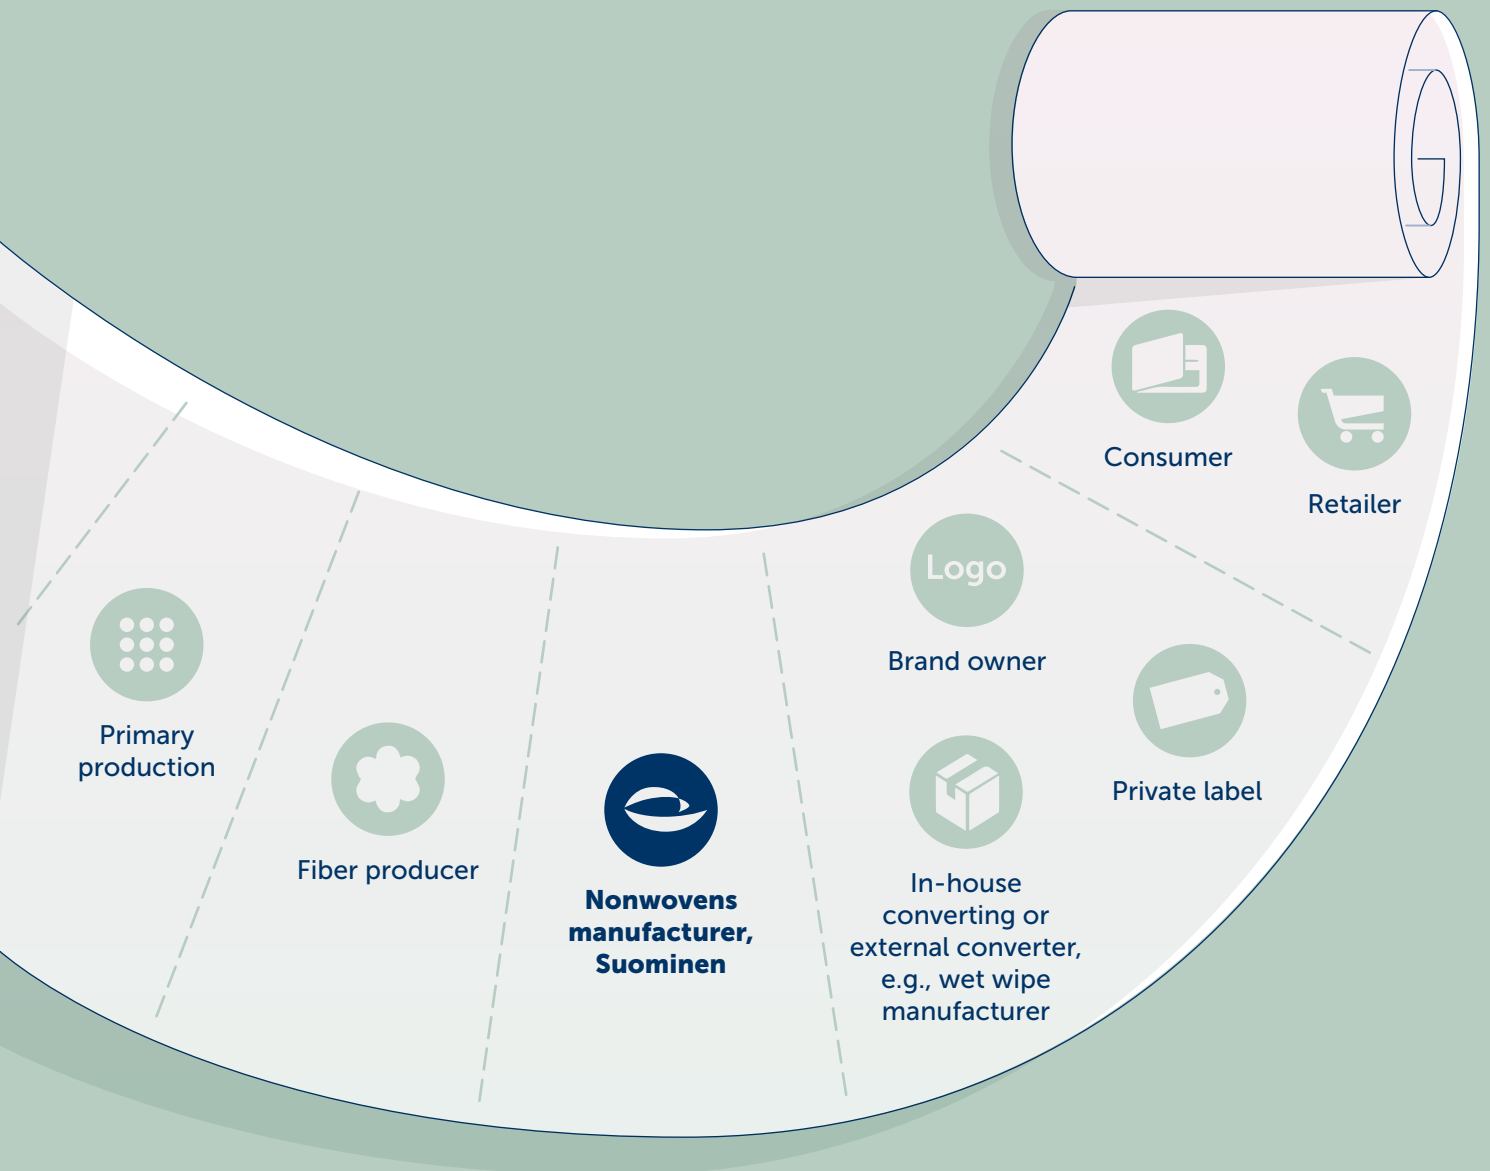 Primary
production
Fiber producer
Nonwovens
manufacturer,
Suominen
Logo
Brand owner
In-house
converting or
external converter,
e.g., wet wipe
manufacturer
Private label
Consumer
Retailer